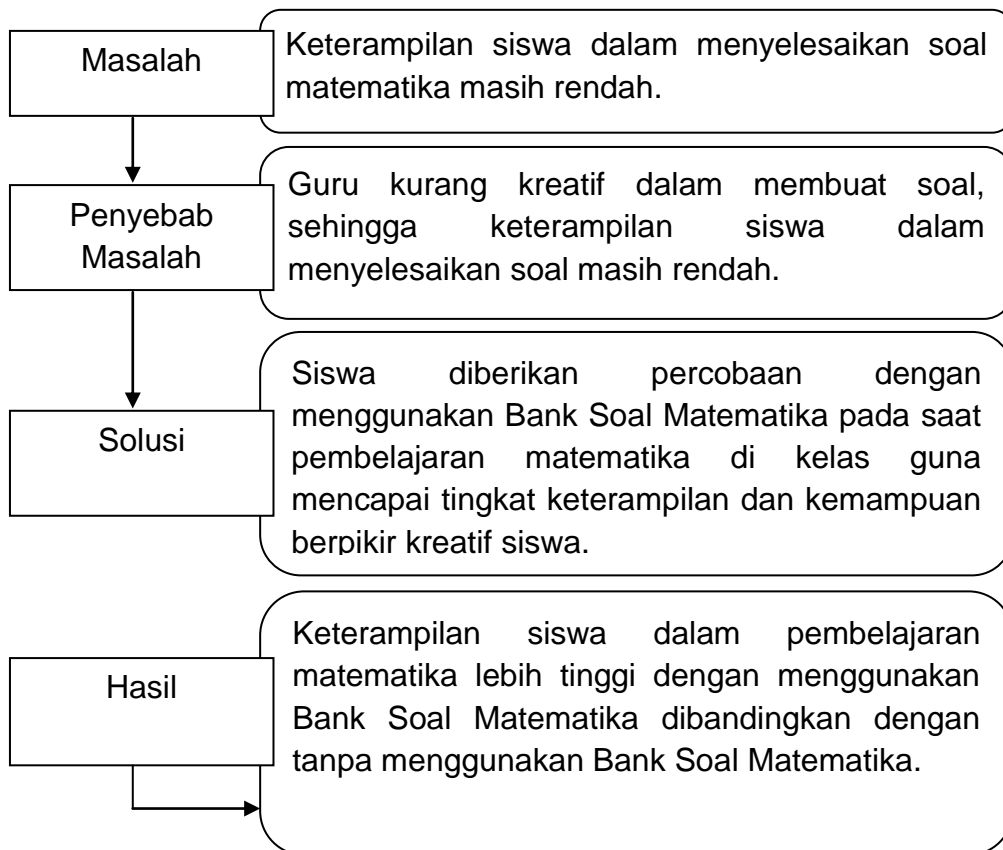 Masalah
Keterampilan siswa dalam menyelesaikan soal
matematika masih rendah.
Penyebab
Masalah
Guru kurang kreatif dalam membuat soal,
sehingga keterampilan siswa dalam
menyelesaikan soal masih rendah.
Solusi
Siswa diberikan percobaan dengan
menggunakan Bank Soal Matematika pada saat
pembelajaran matematika di kelas guna
mencapai tingkat keterampilan dan kemampuan
berpikir kreatif siswa.
Hasil
Keterampilan siswa dalam pembelajaran
matematika lebih tinggi dengan menggunakan
Bank Soal Matematika dibandingkan dengan
tanpa menggunakan Bank Soal Matematika.